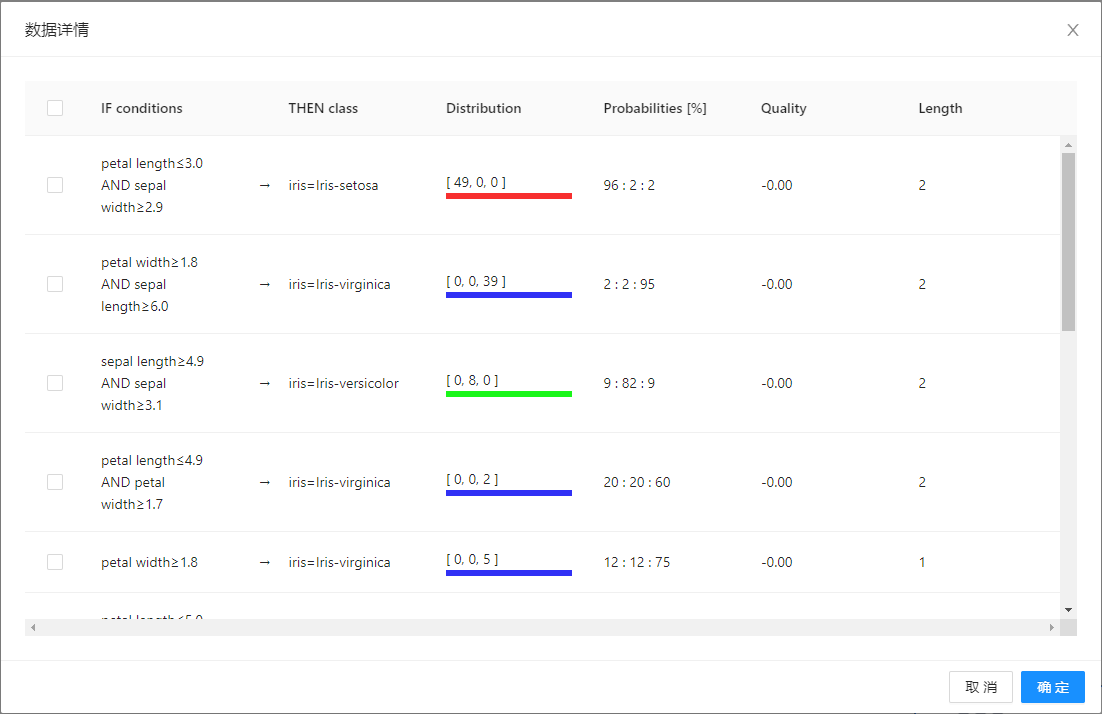 数据详情
IF conditions THEN class Distribution Probabilities [%] Quality Length
petal length≤3.0
AND sepal
width≥2.9
→ iris=Iris-setosa [ 49, 0, 0 ] 96 : 2 : 2 -0.00 2
petal width≥1.8
AND sepal
length≥6.0
→ iris=Iris-virginica [ 0, 0, 39 ] 2 : 2 : 95 -0.00 2
sepal length≥4.9
AND sepal
width≥3.1
→ iris=Iris-versicolor [ 0, 8, 0 ] 9 : 82 : 9 -0.00 2
petal length≤4.9
AND petal
width≥1.7
→ iris=Iris-virginica [ 0, 0, 2 ] 20 : 20 : 60 -0.00 2
petal width≥1.8 → iris=Iris-virginica [ 0, 0, 5 ] 12 : 12 : 75 -0.00 1
petal length≤5.0
取 消
确 定